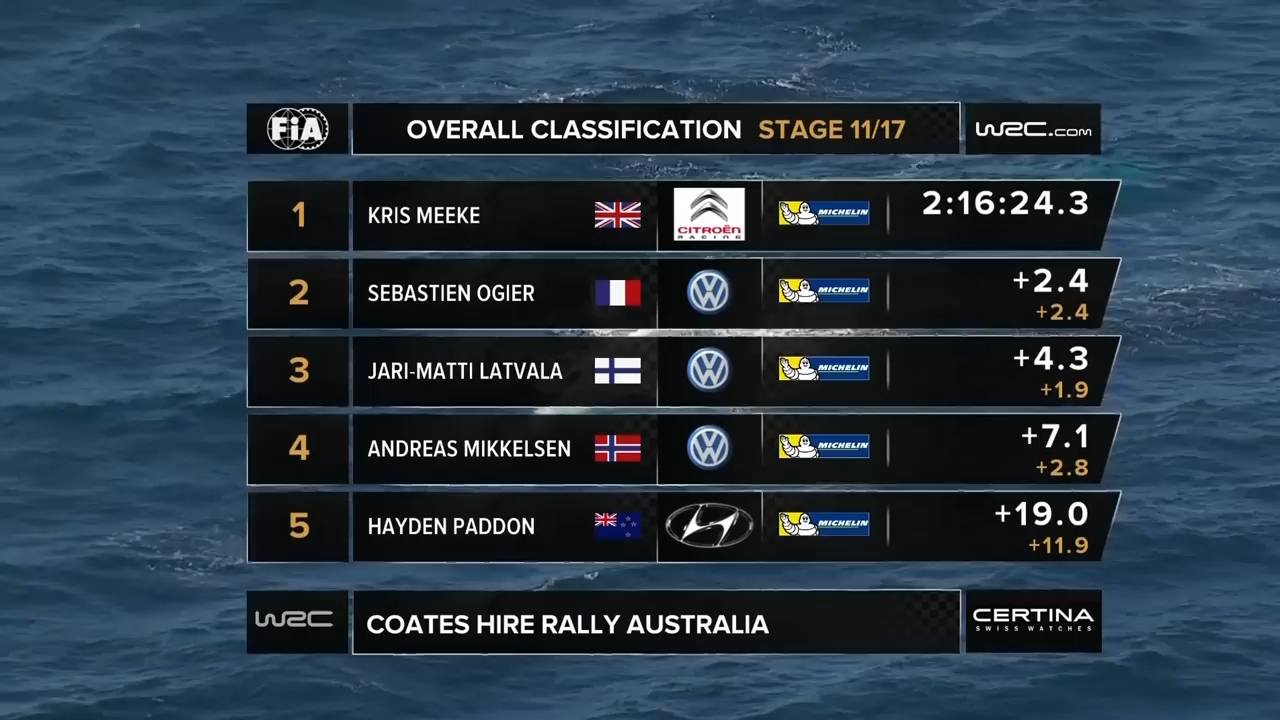 FiA OVERALL CLASSIFICATION STAGE 11/17 WRC.COM
1 KRIS MEEKE CITROËN RACING MICHELIN 2:16:24.3
2 SEBASTIEN OGIER VW MICHELIN +2.4
+2.4
3 JARI-MATTI LATVALA VW MICHELIN +4.3
+1.9
4 ANDREAS MIKKELSEN VW MICHELIN +7.1
+2.8
5 HAYDEN PADDON MICHELIN +19.0
+11.9
WRC COATES HIRE RALLY AUSTRALIA CERTINA
SWISS WATCHES